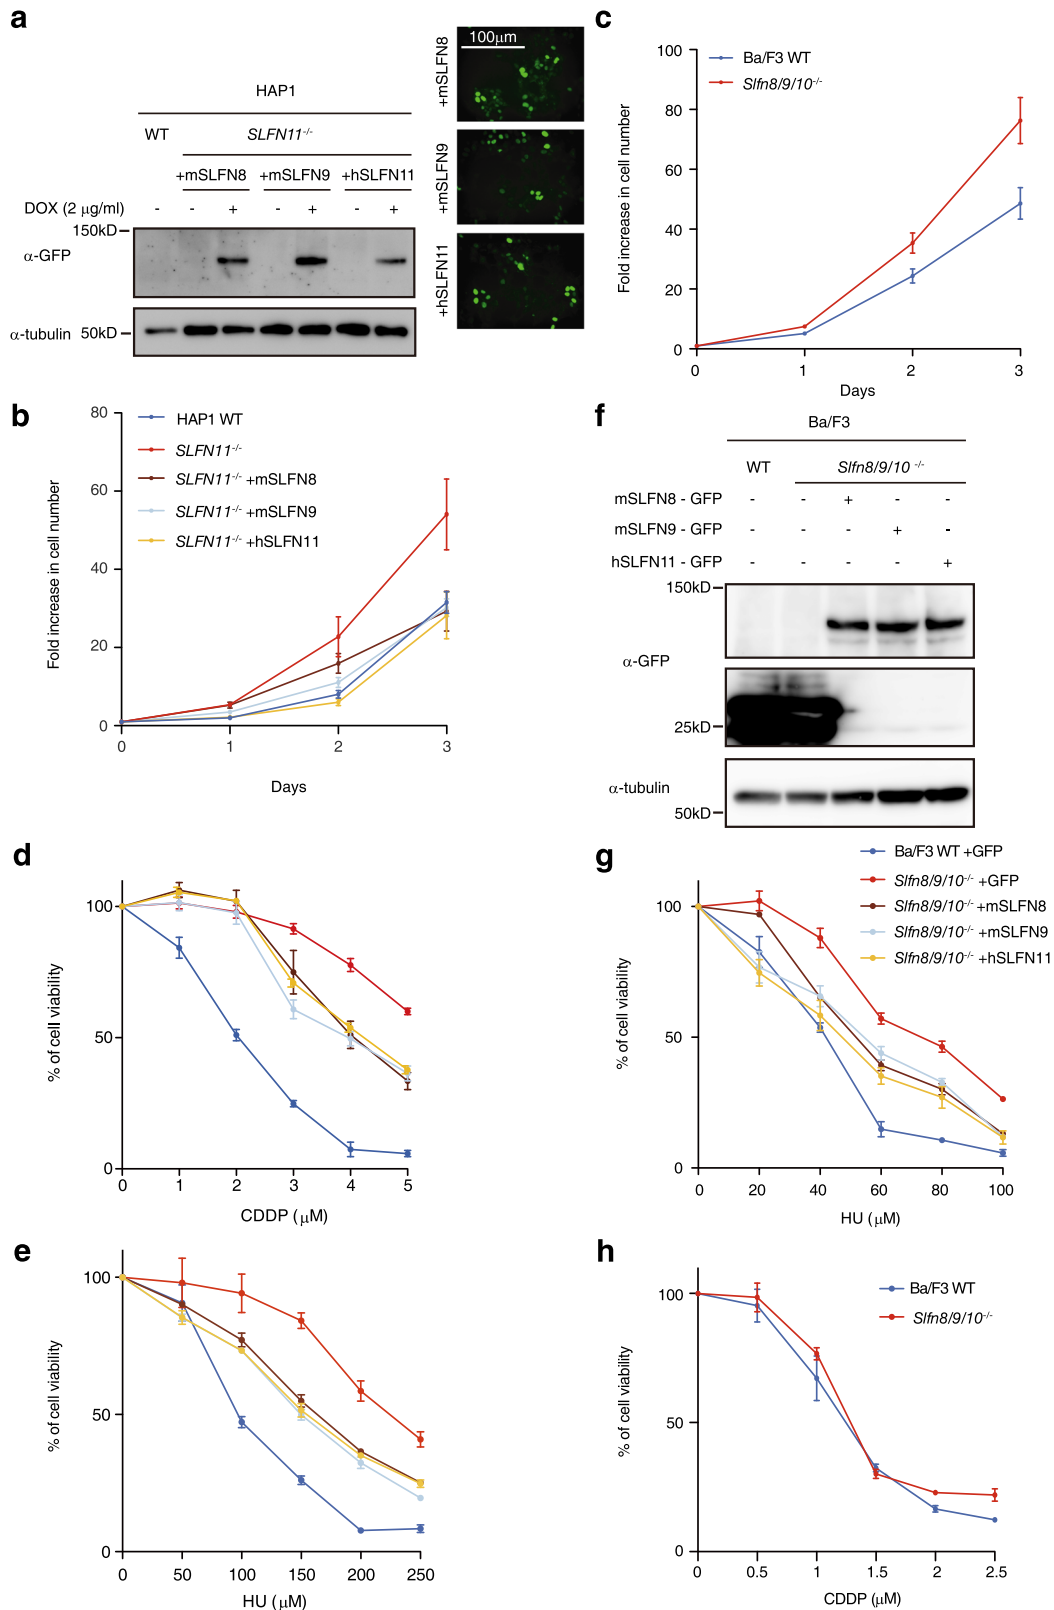 a
HAP1
WT
SLFN11-/-
+mSLFN8 +mSLFN9 +hSLFN11
DOX (2 μg/ml) - - + - + - +
150kD
α-GFP
α-tubulin 50kD
100μm
+mSLFN8
+mSLFN9
+hSLFN11
b
80
60
40
20
0
0 1 2 3
Fold increase in cell number
Days
HAP1 WT
SLFN11-/-
SLFN11-/- +mSLFN8
SLFN11-/- +mSLFN9
SLFN11-/- +hSLFN11
c
100
80
60
40
20
0
0 1 2 3
Fold increase in cell number
Days
Ba/F3 WT
Slfn8/9/10-/-
d
100
50
0
0 1 2 3 4 5
% of cell viability
CDDP (μM)
e
100
50
0
0 50 100 150 200 250
% of cell viability
HU (μM)
f
Ba/F3
WT Slfn8/9/10 -/-
mSLFN8 - GFP - - + - -
mSLFN9 - GFP - - - + -
hSLFN11 - GFP - - - - +
150kD
α-GFP
25kD
α-tubulin
50kD
g
Ba/F3 WT +GFP
Slfn8/9/10-/- +GFP
Slfn8/9/10-/- +mSLFN8
Slfn8/9/10-/- +mSLFN9
Slfn8/9/10-/- +hSLFN11
100
50
0
0 20 40 60 80 100
% of cell viability
HU (μM)
h
Ba/F3 WT
Slfn8/9/10-/-
100
50
0
0 0.5 1 1.5 2 2.5
% of cell viability
CDDP (μM)